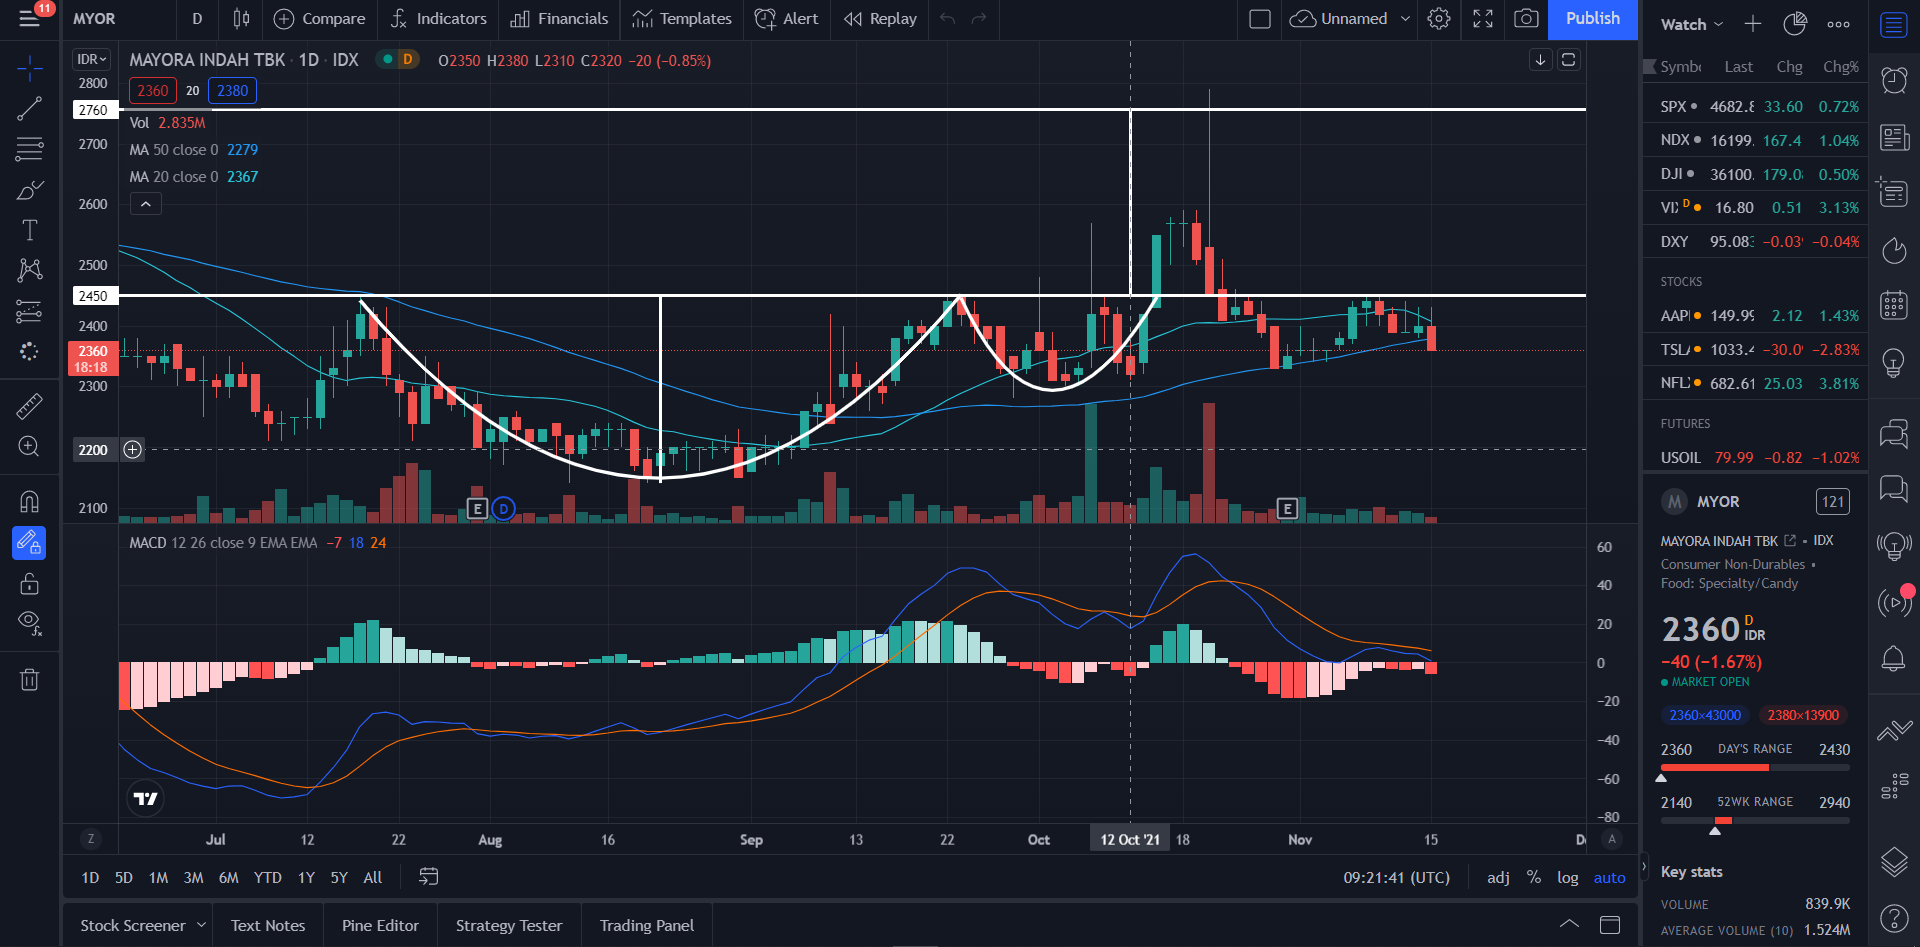 11
MYOR
D
Compare
Indicators
Financials
Templates
Alert
Replay
Unnamed
Publish
IDR
MAYORA INDAH TBK · 1D · IDX
D
O2350 H2380 L2310 C2320 −20 (−0.85%)
2360 20 2380
Vol 2.835M
MA 50 close 0 2279
MA 20 close 0 2367
2800
2760
2700
2600
2500
2450
2400
2360
18:18
2300
2200
2100
E
D
E
MACD 12 26 close 9 EMA EMA −7 18 24
60
40
20
0
−20
−40
−60
−80
Z
Jul
12
22
Aug
16
Sep
13
22
Oct
12 Oct '21
18
Nov
15
A
1D 5D 1M 3M 6M YTD 1Y 5Y All
09:21:41 (UTC)
adj % log auto
Stock Screener
Text Notes
Pine Editor
Strategy Tester
Trading Panel
Watch
Symb Last Chg Chg%
SPX 4682.8 33.60 0.72%
NDX 16199. 167.4 1.04%
DJI 36100. 179.0 0.50%
VI D 16.80 0.51 3.13%
DXY 95.083 −0.03 −0.04%
STOCKS
AAP 149.99 2.12 1.43%
TSL 1033.4 −30.0 −2.83%
NFL 682.61 25.03 3.81%
FUTURES
USOIL 79.99 −0.82 −1.02%
M MYOR 121
MAYORA INDAH TBK • IDX
Consumer Non-Durables •
Food: Specialty/Candy
2360 D IDR
−40 (−1.67%)
MARKET OPEN
2360×43000 2380×13900
2360 DAY'S RANGE 2430
2140 52WK RANGE 2940
Key stats
VOLUME 839.9K
AVERAGE VOLUME (10) 1.524M